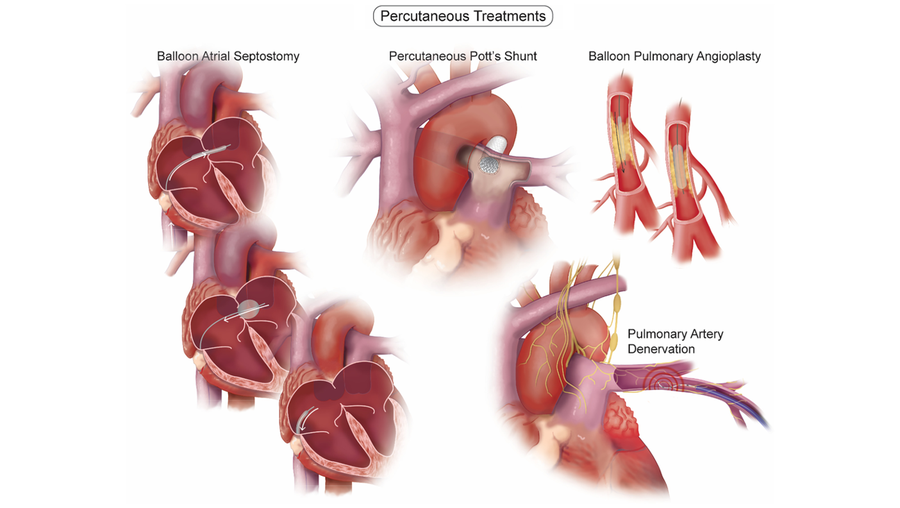 Percutaneous Treatments
Balloon Atrial Septostomy
Percutaneous Pott's Shunt
Balloon Pulmonary Angioplasty
Pulmonary Artery
Denervation